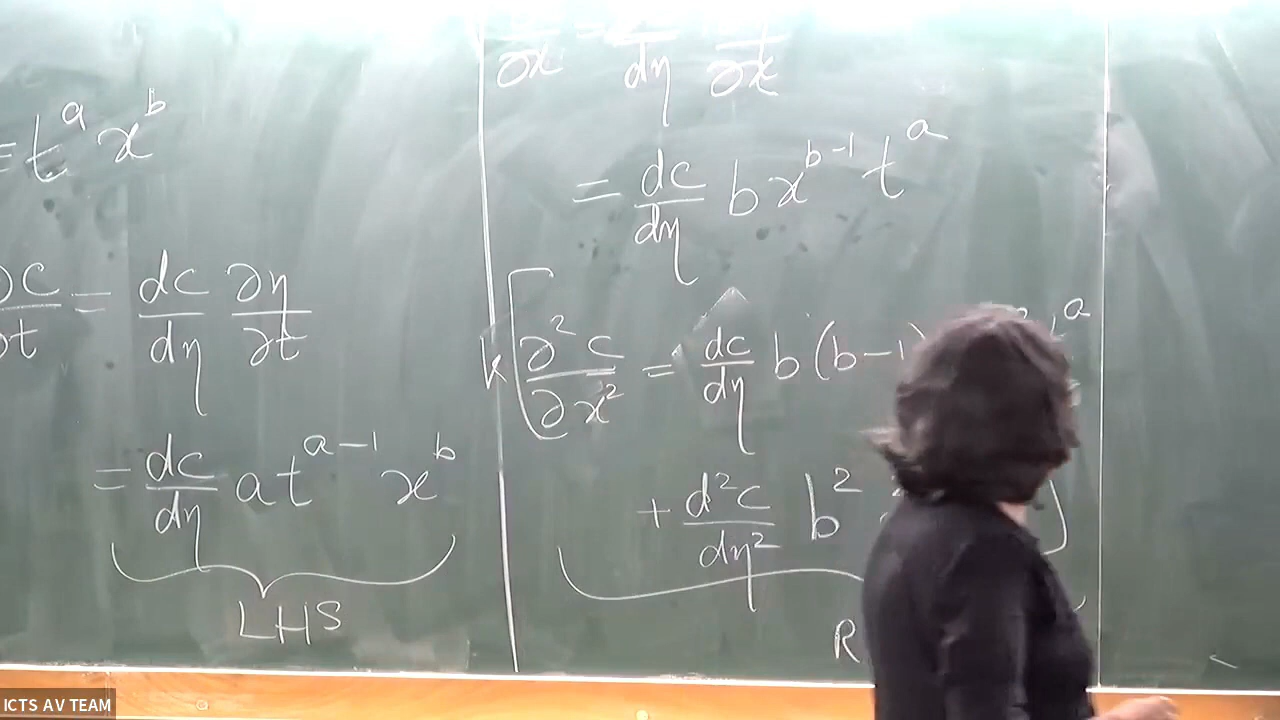 = t^a x^b
∂c/∂t = dc/dη ∂η/∂t
= dc/dη a t^{a-1} x^b
LHS
∂x = dη ∂x
= dc/dη b x^{b-1} t^a
k [ ∂²c/∂x² = dc/dη b(b-1) t^a
+ d²c/dη² b² ]
R
ICTS AV TEAM